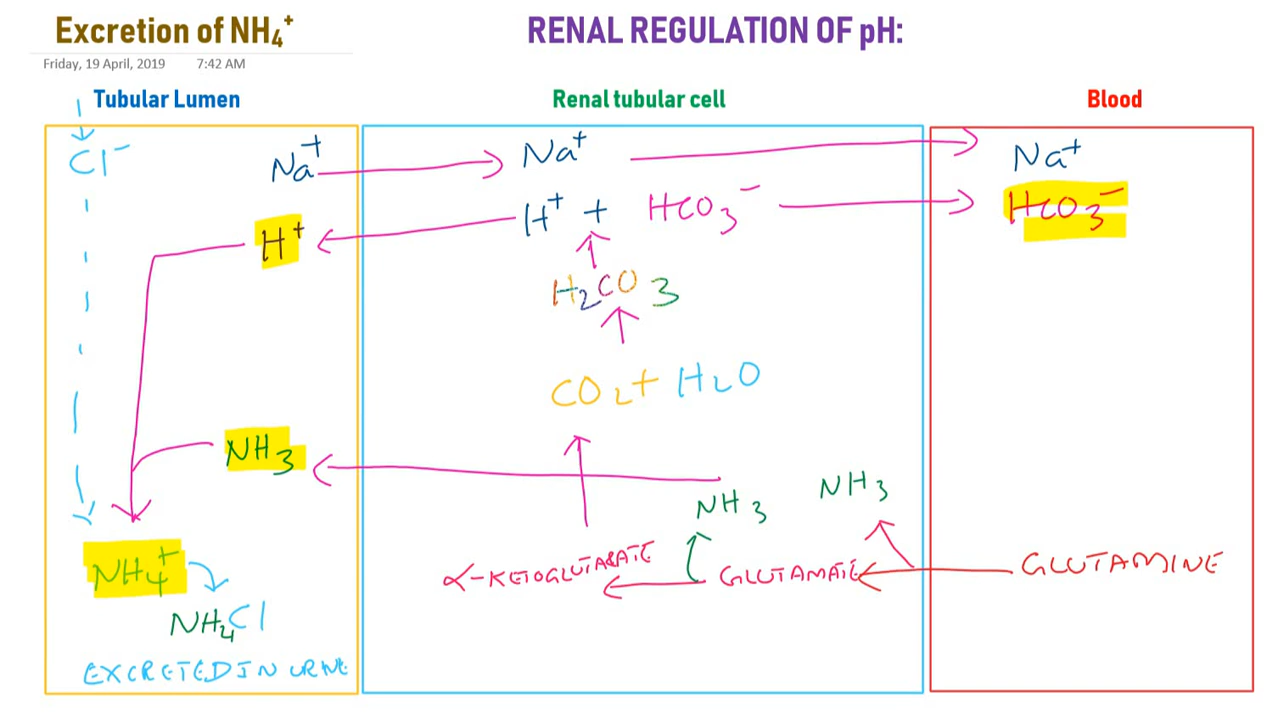 Excretion of NH₄⁺
RENAL REGULATION OF pH:
Friday, 19 April, 2019 7:42 AM
Tubular Lumen
Renal tubular cell
Blood
Cl⁻
Na⁺
Na⁺
Na⁺
H⁺
H⁺ + HCO₃⁻
HCO₃⁻
H₂CO₃
CO₂ + H₂O
NH₃
NH₃
NH₃
α-KETOGLUTARATE
GLUTAMATE
GLUTAMINE
NH₄⁺
NH₄Cl
EXCRETED IN URNE